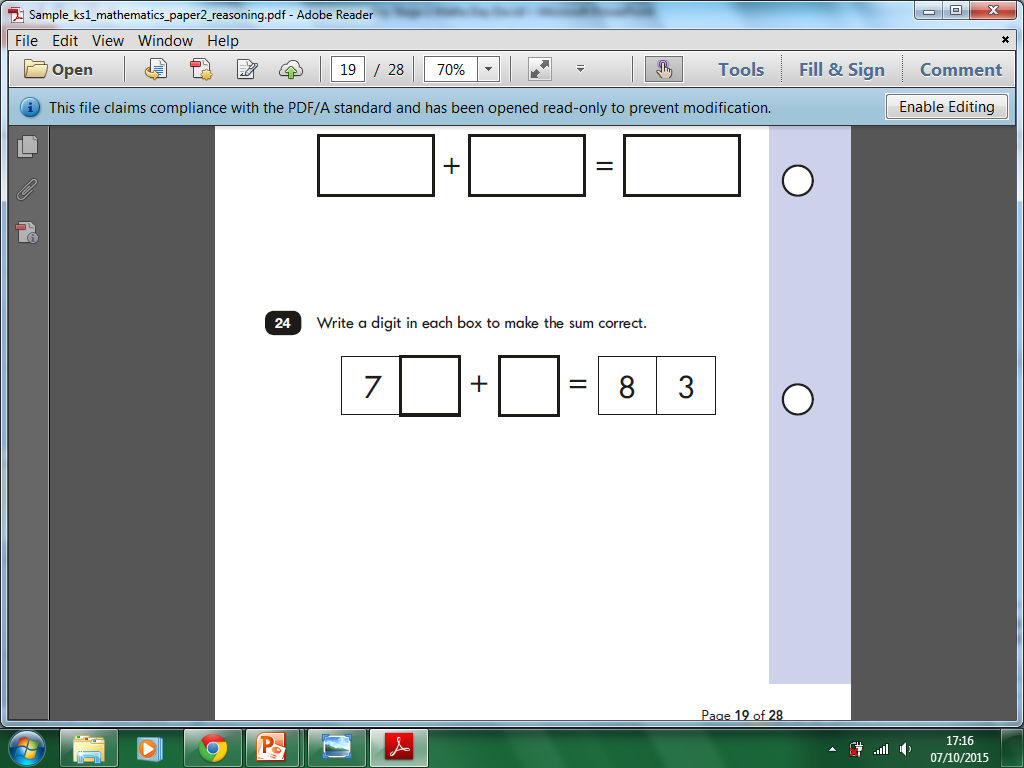 Sample_ks1_mathematics_paper2_reasoning.pdf - Adobe Reader
File Edit View Window Help
Open 19 / 28 70% Tools Fill & Sign Comment
This file claims compliance with the PDF/A standard and has been opened read-only to prevent modification. Enable Editing
+ =
24 Write a digit in each box to make the sum correct.
7 + = 8 3
Page 19 of 28
17:16
07/10/2015